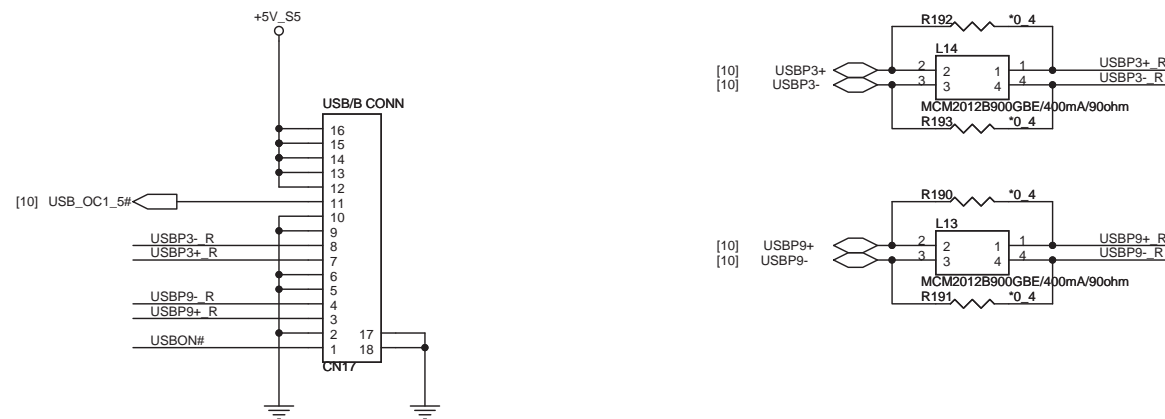 +5V_S5
USB/B CONN
16
15
14
13
12
[10] USB_OC1_5# 11
10
9
USBP3-_R 8
USBP3+_R 7
6
5
USBP9-_R 4
USBP9+_R 3
2 17
USBON# 1 18
CN17
R192 *0_4
L14
[10] USBP3+ 2 2 1 1 USBP3+_R
[10] USBP3- 3 3 4 4 USBP3-_R
MCM2012B900GBE/400mA/90ohm
R193 *0_4
R190 *0_4
L13
[10] USBP9+ 2 2 1 1 USBP9+_R
[10] USBP9- 3 3 4 4 USBP9-_R
MCM2012B900GBE/400mA/90ohm
R191 *0_4